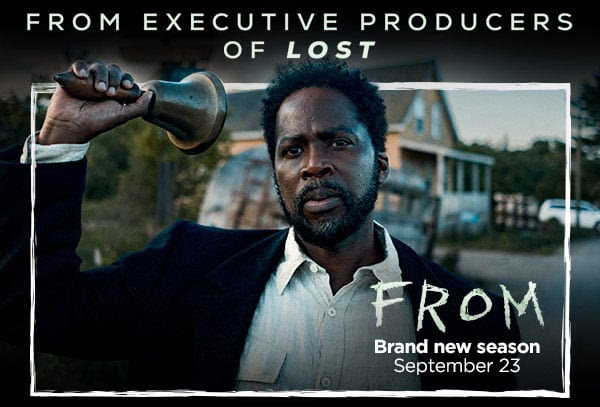 FROM EXECUTIVE PRODUCERS
OF LOST
FROM
Brand new season
September 23